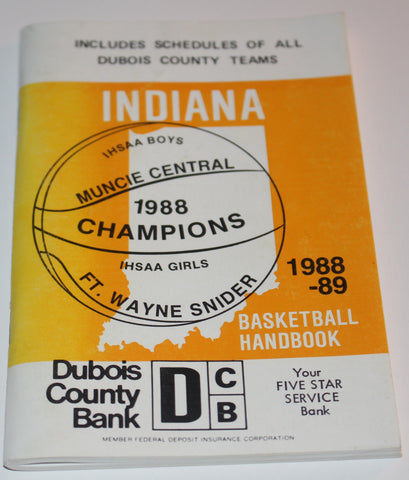 INCLUDES SCHEDULES OF ALL
DUBOIS COUNTY TEAMS
INDIANA
IHSAA BOYS
MUNCIE CENTRAL
1988
CHAMPIONS
IHSAA GIRLS
FT. WAYNE SNIDER
1988
-89
BASKETBALL
HANDBOOK
Dubois
County
Bank
D C B
Your
FIVE STAR
SERVICE
Bank
MEMBER FEDERAL DEPOSIT INSURANCE CORPORATION